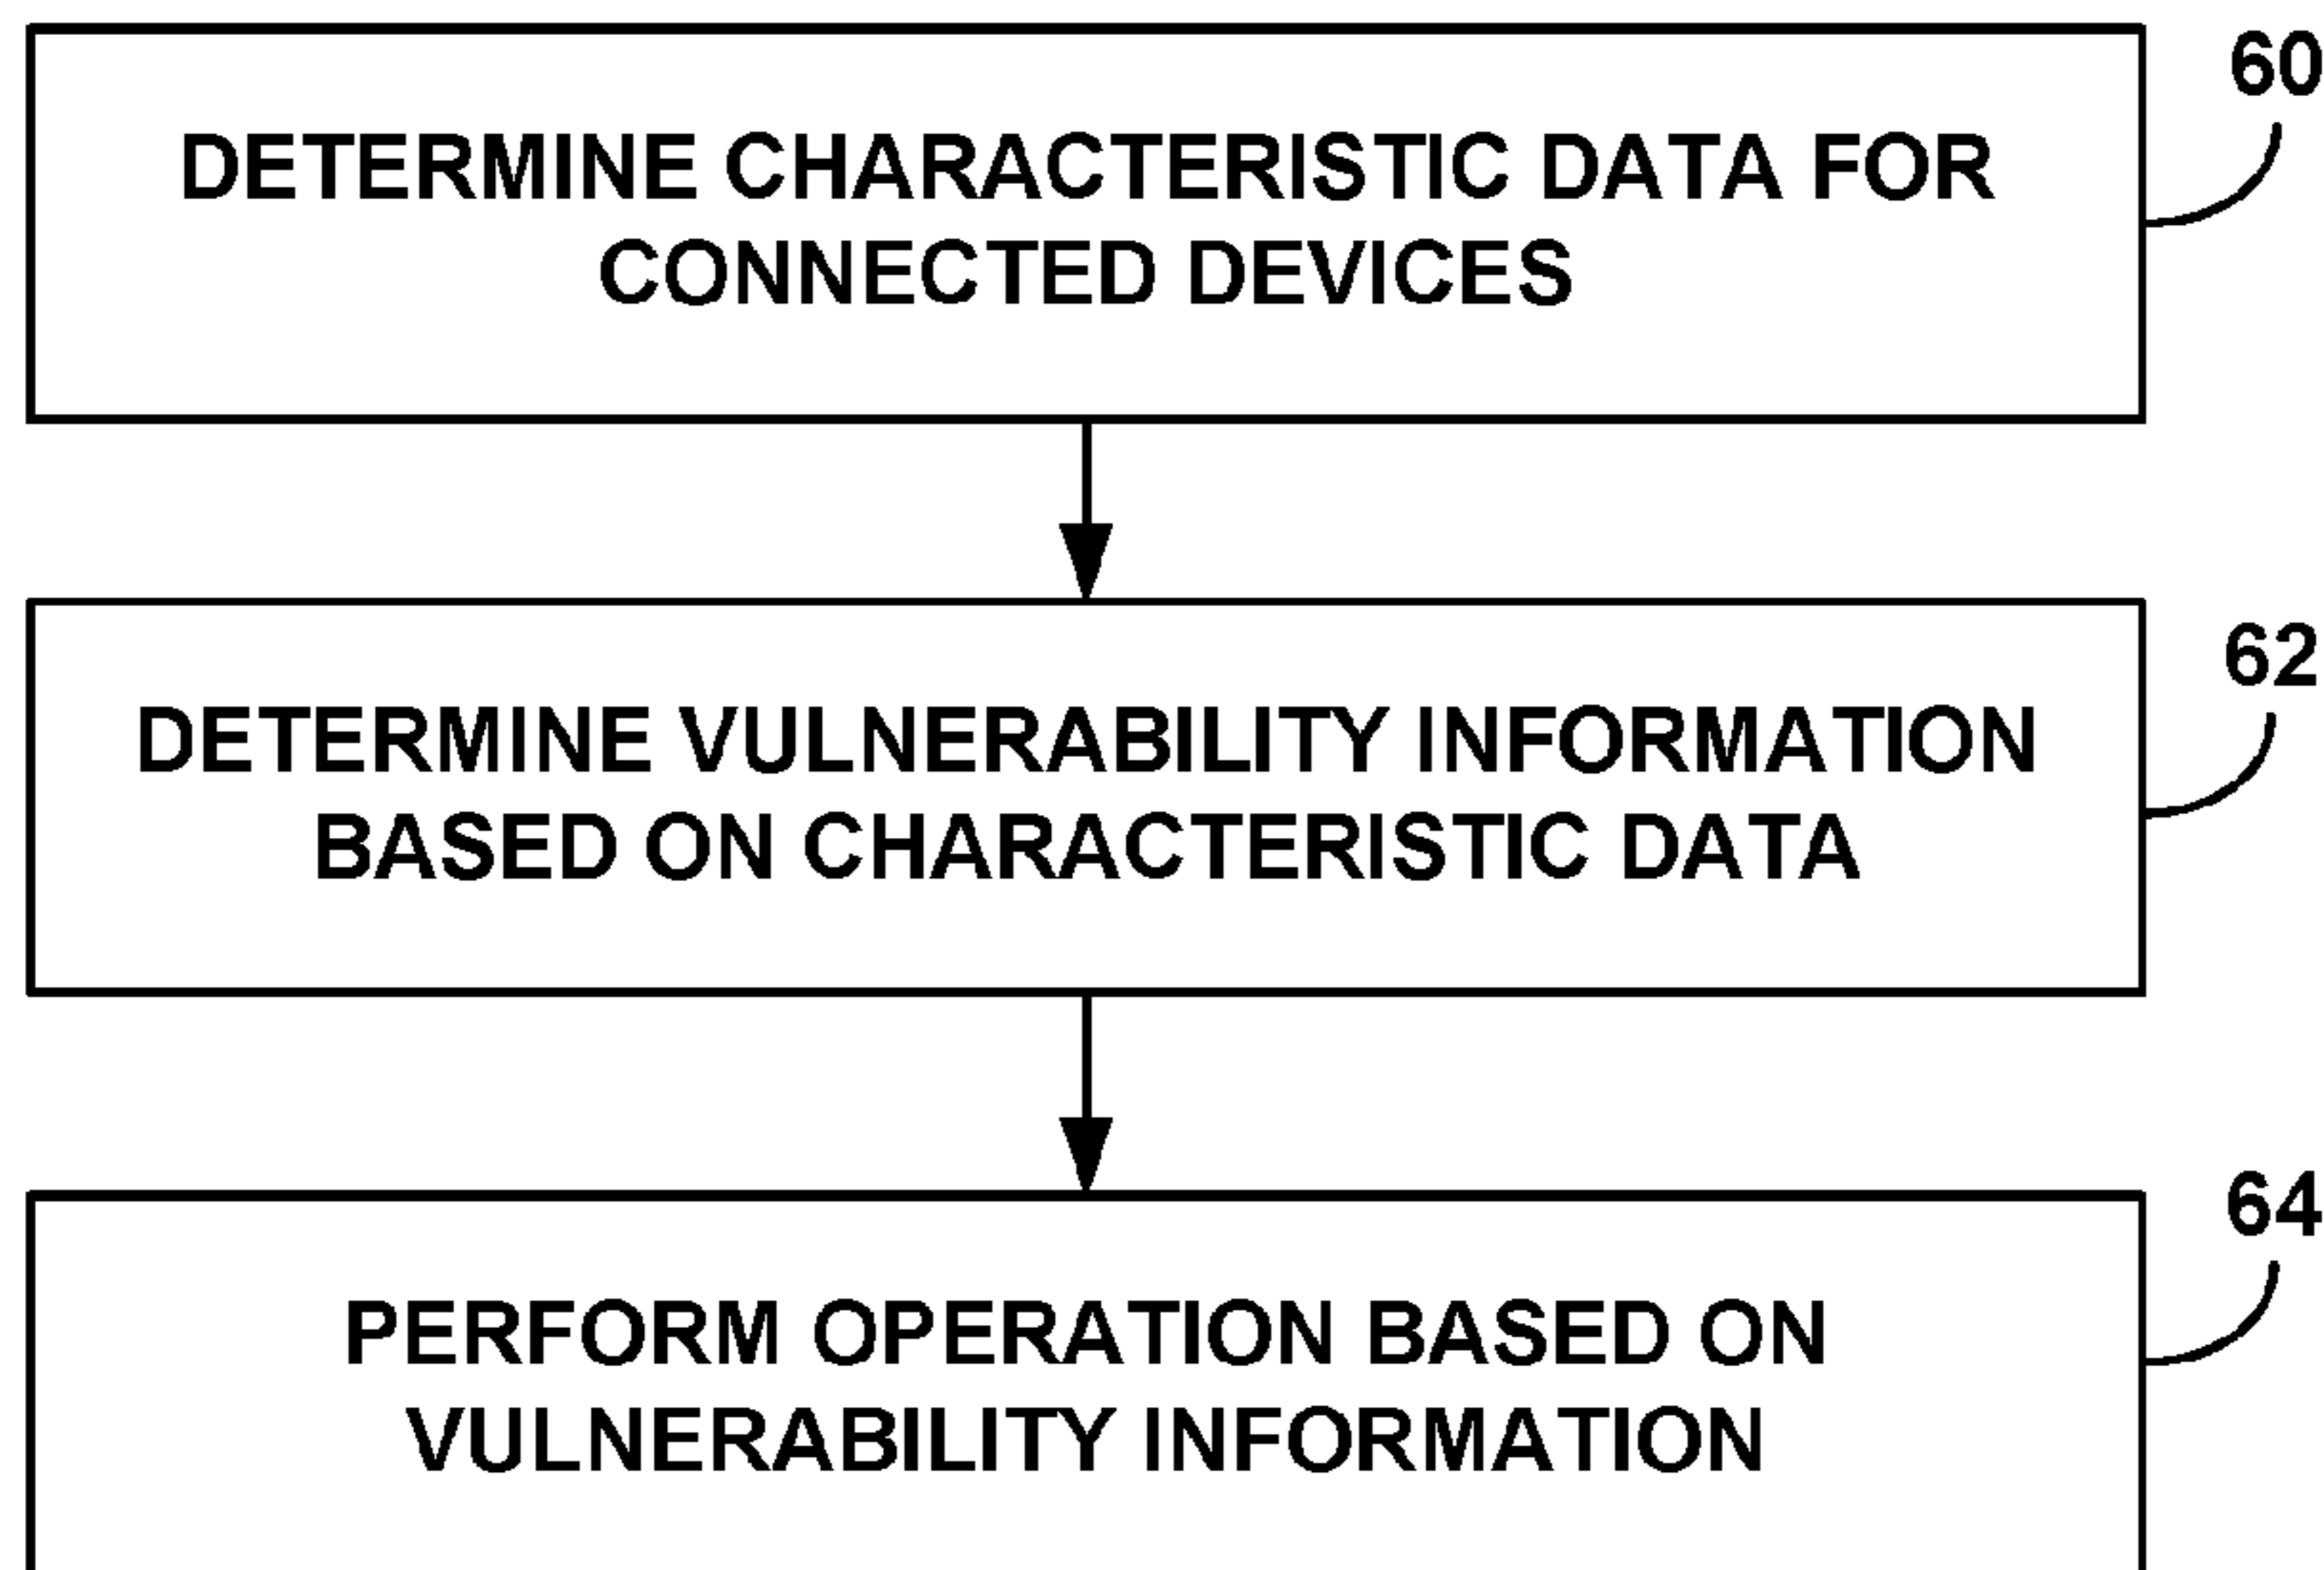 60
DETERMINE CHARACTERISTIC DATA FOR
CONNECTED DEVICES
62
DETERMINE VULNERABILITY INFORMATION
BASED ON CHARACTERISTIC DATA
64
PERFORM OPERATION BASED ON
VULNERABILITY INFORMATION